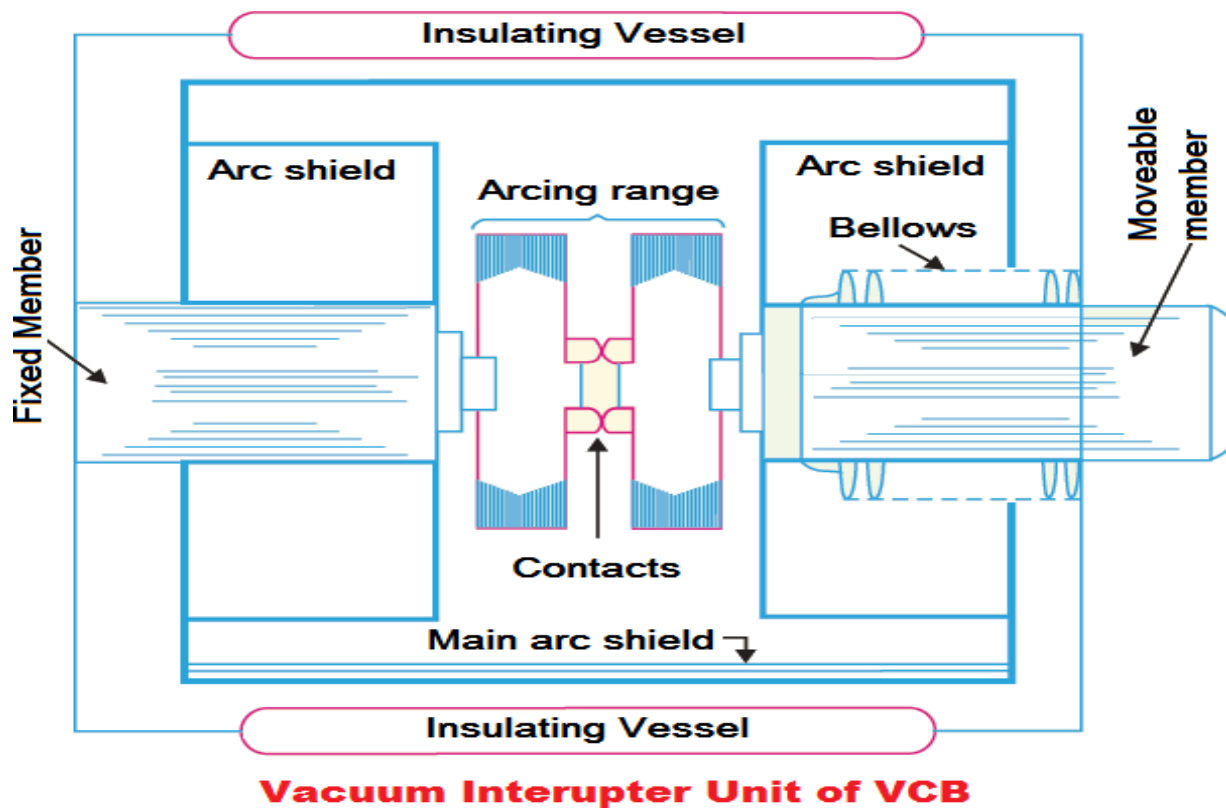 Insulating Vessel
Arc shield
Arcing range
Arc shield
Bellows
Moveable
member
Fixed Member
Contacts
Main arc shield
Insulating Vessel
Vacuum Interupter Unit of VCB